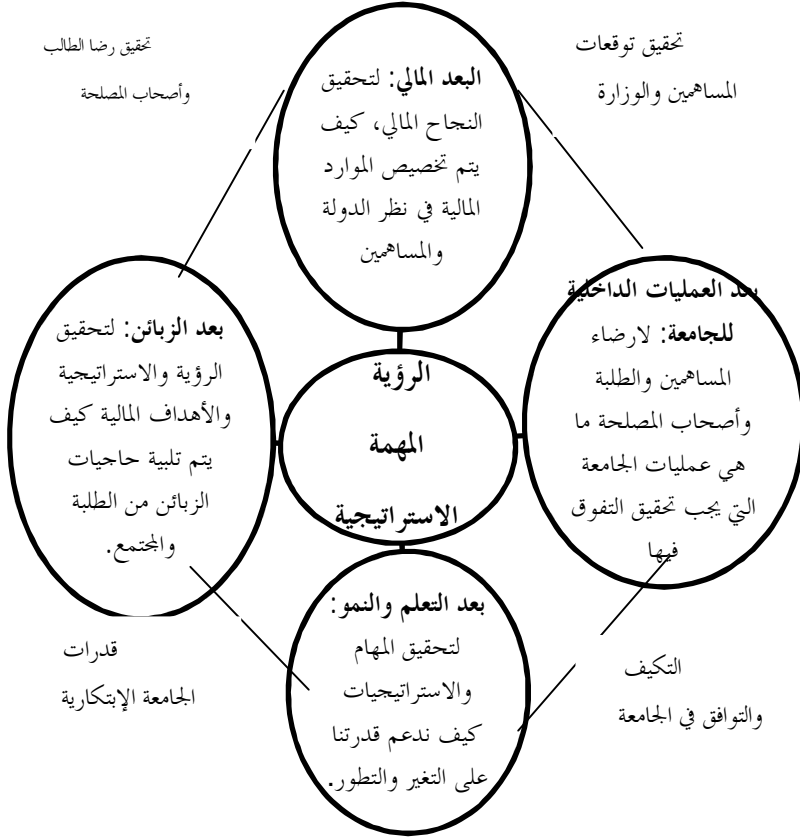 تحقيق توقعات
المساهمين والوزارة
البعد المالي: لتحقيق
النجاح المالي، كيف
يتم تخصيص الموارد
المالية في نظر الدولة
والمساهمين
تحقيق رضا الطالب
وأصحاب المصلحة
بعد العمليات الداخلية
للجامعة: لارضاء
المساهمين والطلبة
وأصحاب المصلحة ما
هي عمليات الجامعة
التي يجب تحقيق التفوق
فيها
الرؤية
المهمة
الاستراتيجية
بعد الزبائن: لتحقيق
الرؤية والاستراتيجية
والأهداف المالية كيف
يتم تلبية حاجيات
الزبائن من الطلبة
والمجتمع.
التكيف
والتوافق في الجامعة
بعد التعلم والنمو:
لتحقيق المهام
والاستراتيجيات
كيف ندعم قدرتنا
على التغير والتطور.
قدرات
الجامعة الإبتكارية